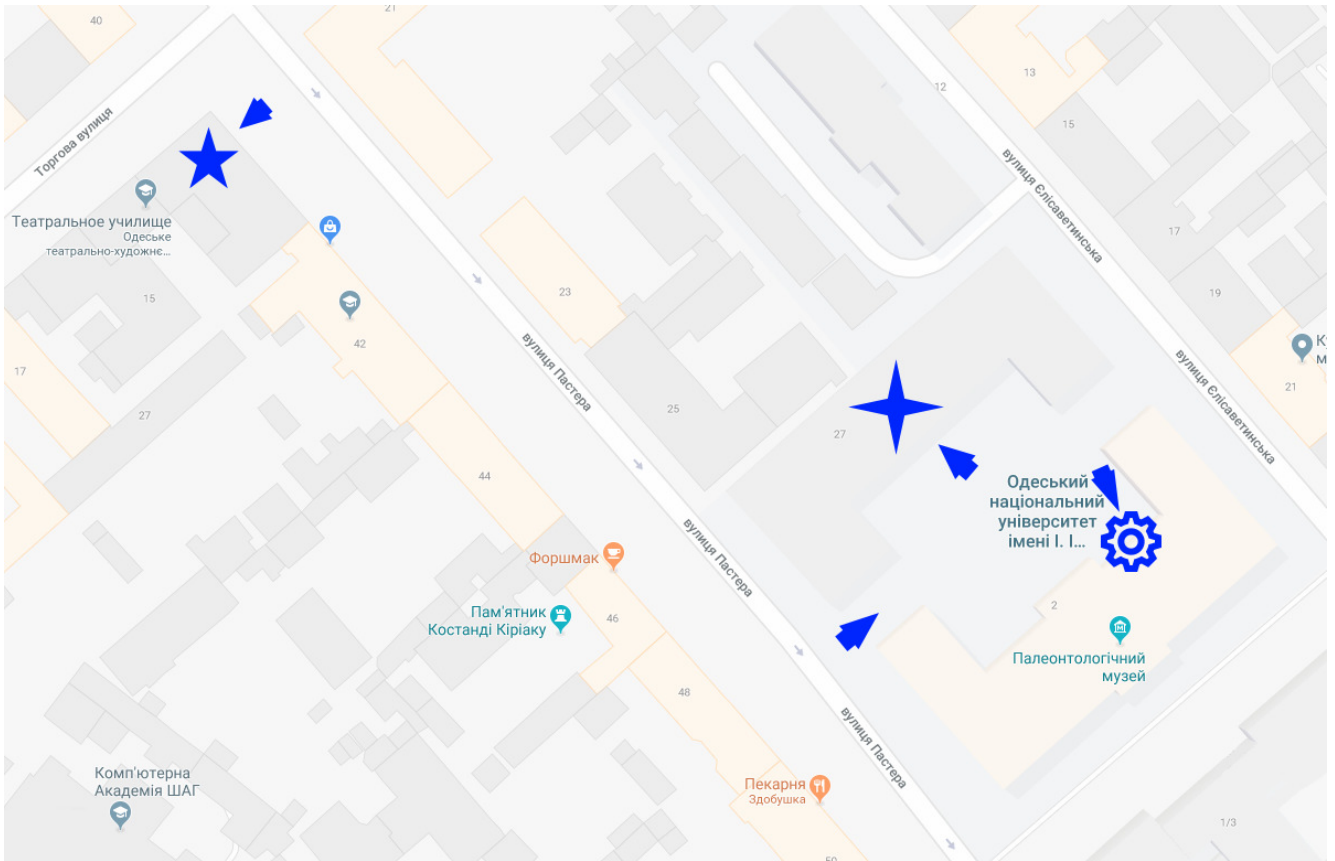 40
21
12
13
15
Торгова вулиця
вулиця Єлісаветинська
Театральное училище
Одеське
театрально-художнє...
17
15
23
19
42
вулиця Пастера
вулиця Єлісаветинська
К
м
17
21
27
25
27
44
Одеський
національний
університет
імені І. І...
вулиця Пастера
Форшмак
Пам'ятник
Костанді Кіріаку
46
2
Палеонтологічний
музей
48
вулиця Пастера
Комп'ютерна
Академія ШАГ
Пекарня
Здобушка
1/3
50